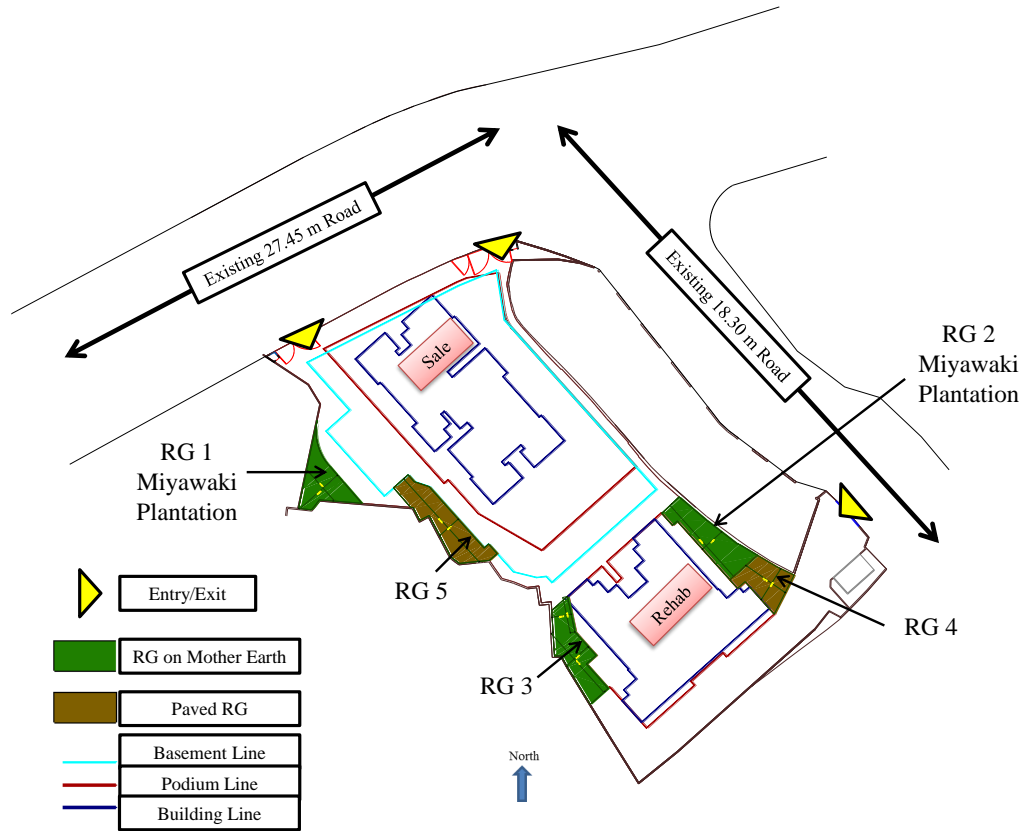 Existing 27.45 m Road
Existing 18.30 m Road
RG 2
Miyawaki
Plantation
Sale
RG 1
Miyawaki
Plantation
RG 5
Rehab
RG 4
RG 3
Entry/Exit
RG on Mother Earth
Paved RG
Basement Line
Podium Line
Building Line
North